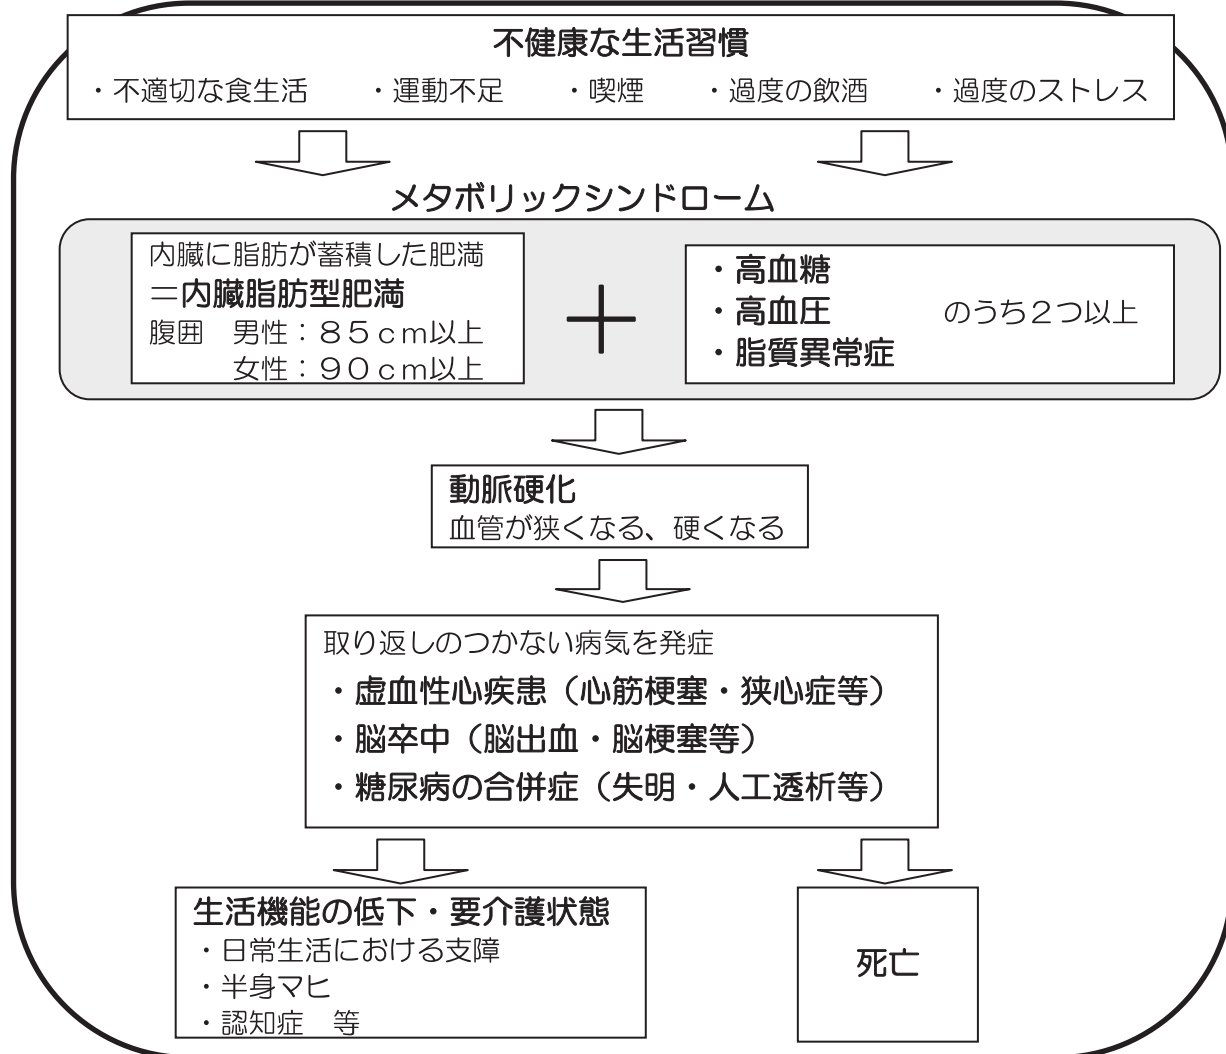 不健康な生活習慣
・不適切な食生活　・運動不足　・喫煙　・過度の飲酒　・過度のストレス
メタボリックシンドローム
内臓に脂肪が蓄積した肥満
＝内臓脂肪型肥満
腹囲　男性：８５ｃｍ以上
女性：９０ｃｍ以上
＋
・高血糖
・高血圧
・脂質異常症
のうち２つ以上
動脈硬化
血管が狭くなる、硬くなる
取り返しのつかない病気を発症
・虚血性心疾患（心筋梗塞・狭心症等）
・脳卒中（脳出血・脳梗塞等）
・糖尿病の合併症（失明・人工透析等）
生活機能の低下・要介護状態
・日常生活における支障
・半身マヒ
・認知症　等
死亡